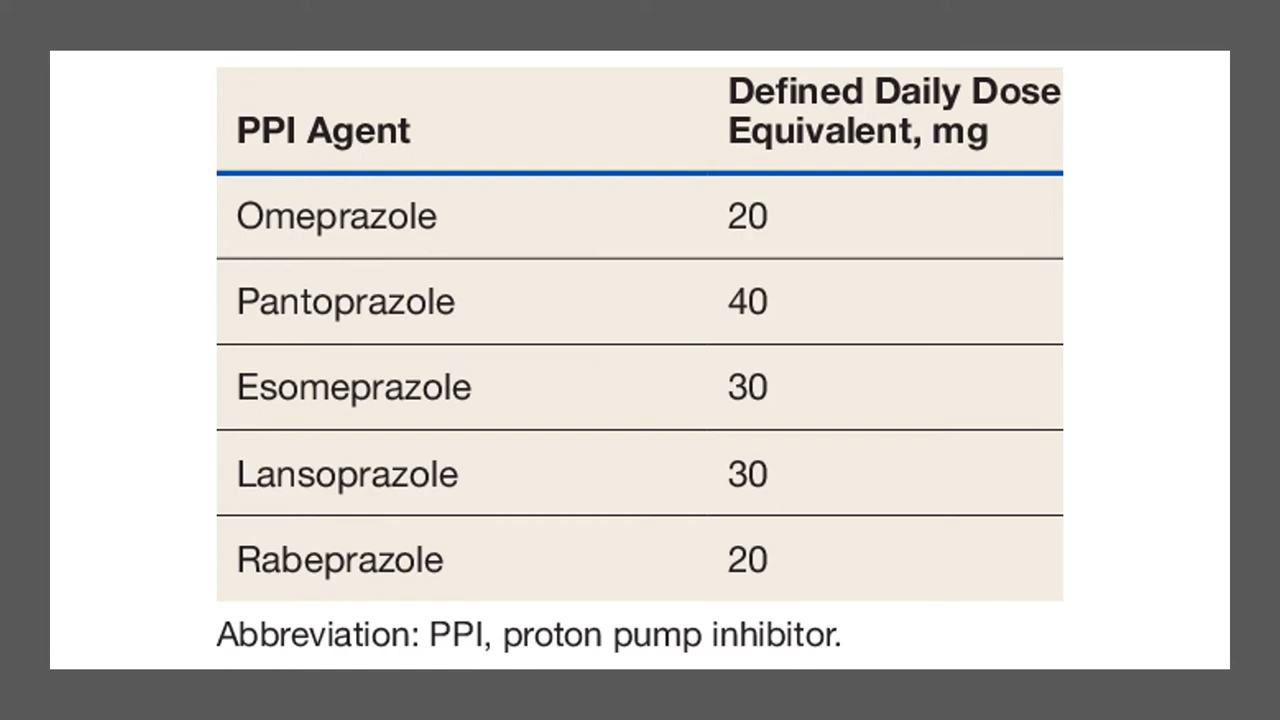 PPI Agent Defined Daily Dose
Equivalent, mg
Omeprazole 20
Pantoprazole 40
Esomeprazole 30
Lansoprazole 30
Rabeprazole 20
Abbreviation: PPI, proton pump inhibitor.